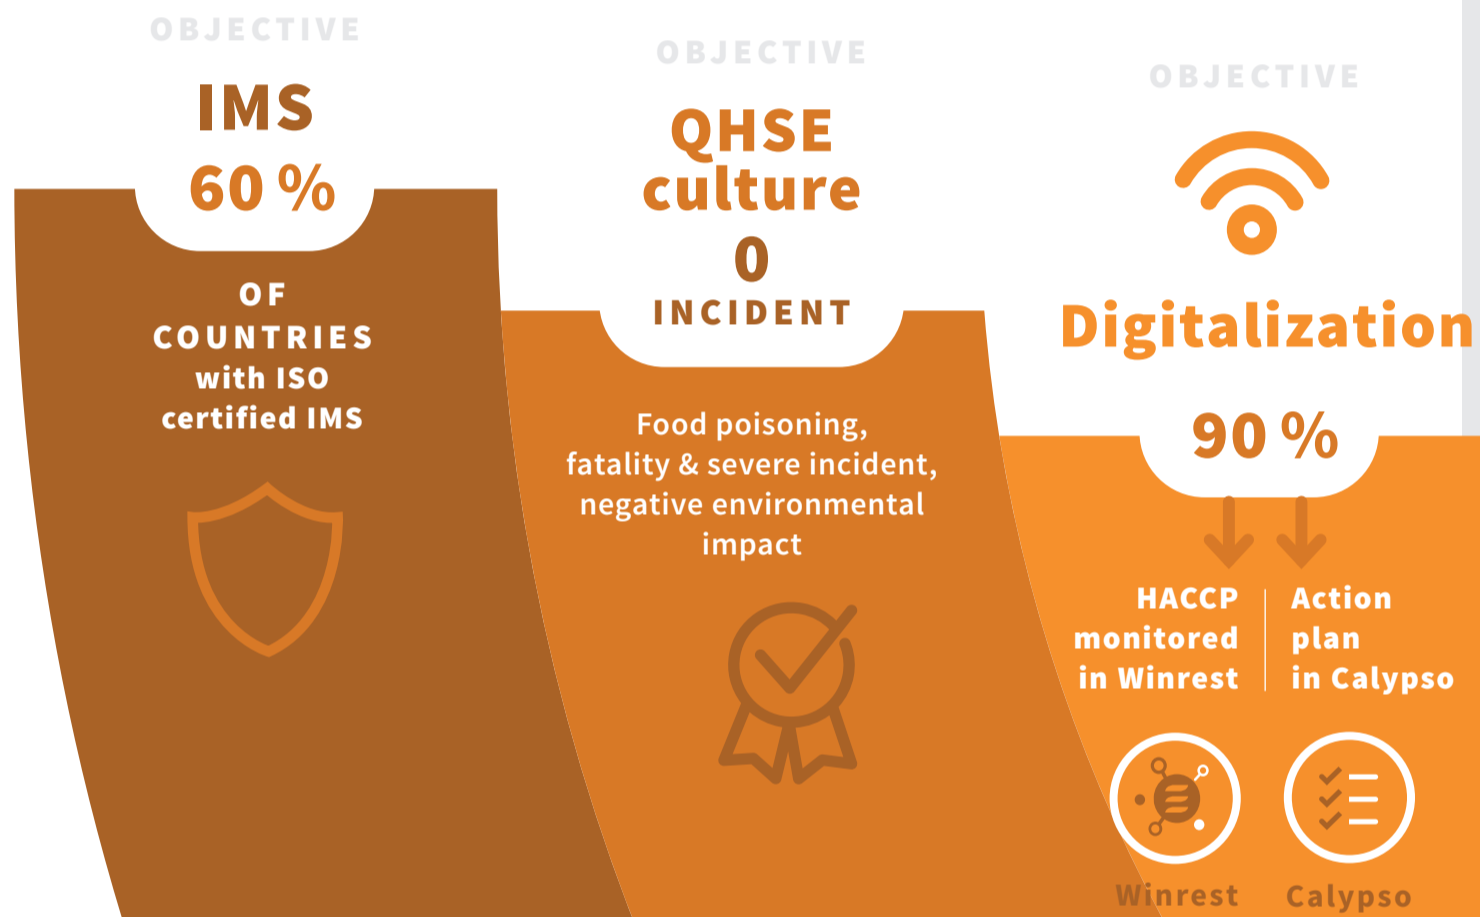 OBJECTIVE
IMS
60 %
OF
COUNTRIES
with ISO
certified IMS
OBJECTIVE
QHSE
culture
0
INCIDENT
Food poisoning,
fatality & severe incident,
negative environmental
impact
OBJECTIVE
Digitalization
90 %
HACCP
monitored
in Winrest
Action
plan
in Calypso
Winrest
Calypso